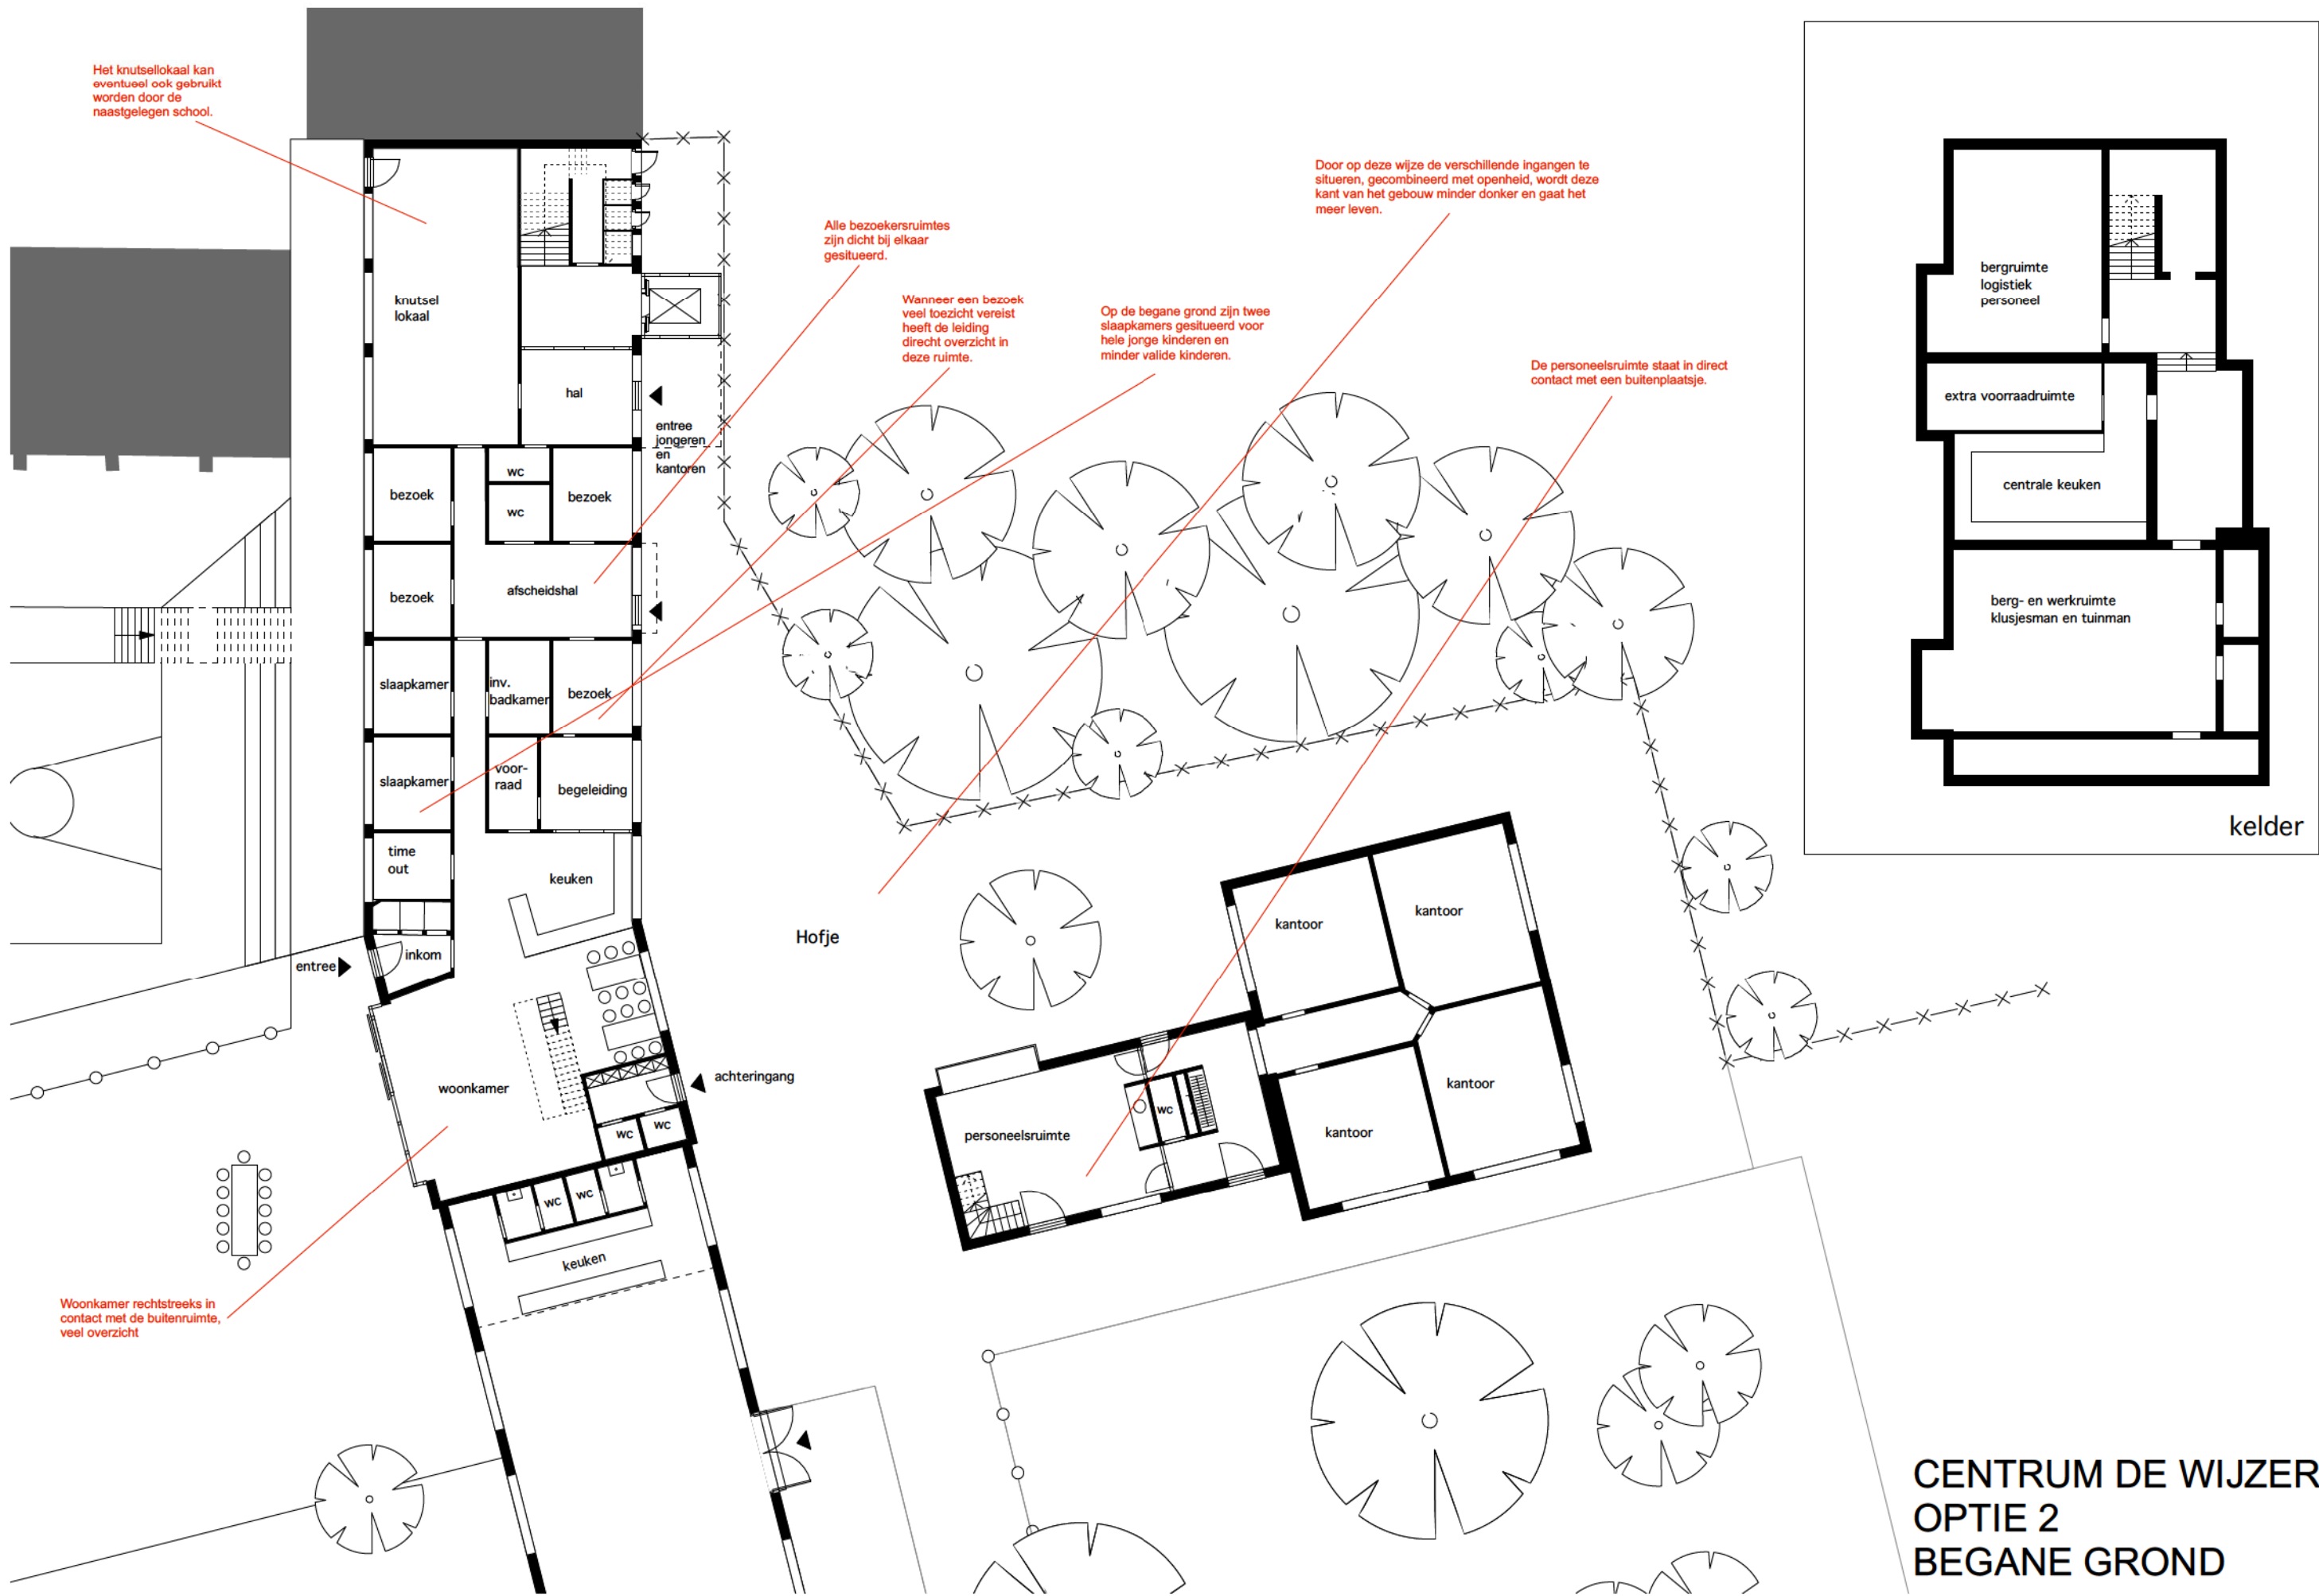 Het knutsellokaal kan
eventueel ook gebruikt
worden door de
naastgelegen school.
Door op deze wijze de verschillende ingangen te
situeren, gecombineerd met openheid, wordt deze
kant van het gebouw minder donker en gaat het
meer leven.
Alle bezoekersruimtes
zijn dicht bij elkaar
gesitueerd.
Wanneer een bezoek
veel toezicht vereist
heeft de leiding
direct overzicht in
deze ruimte.
Op de begane grond zijn twee
slaapkamers gesitueerd voor
hele jonge kinderen en
minder valide kinderen.
De personeelsruimte staat in direct
contact met een buitenplaatsje.
knutsel
lokaal
hal
entree
jongeren
en
kantoren
bezoek
wc
wc
bezoek
bezoek
afscheidshal
slaapkamer
inv.
badkamer
bezoek
slaapkamer
voor-
raad
begeleiding
time
out
keuken
inkom
entree
Hofje
woonkamer
achteringang
wc
wc
wc
wc
keuken
personeelsruimte
wc
kantoor
kantoor
kantoor
kantoor
Woonkamer rechtstreeks in
contact met de buitenruimte,
veel overzicht
bergruimte
logistiek
personeel
extra voorraadruimte
centrale keuken
berg- en werkruimte
klusjesman en tuinman
kelder
CENTRUM DE WIJZER
OPTIE 2
BEGANE GROND